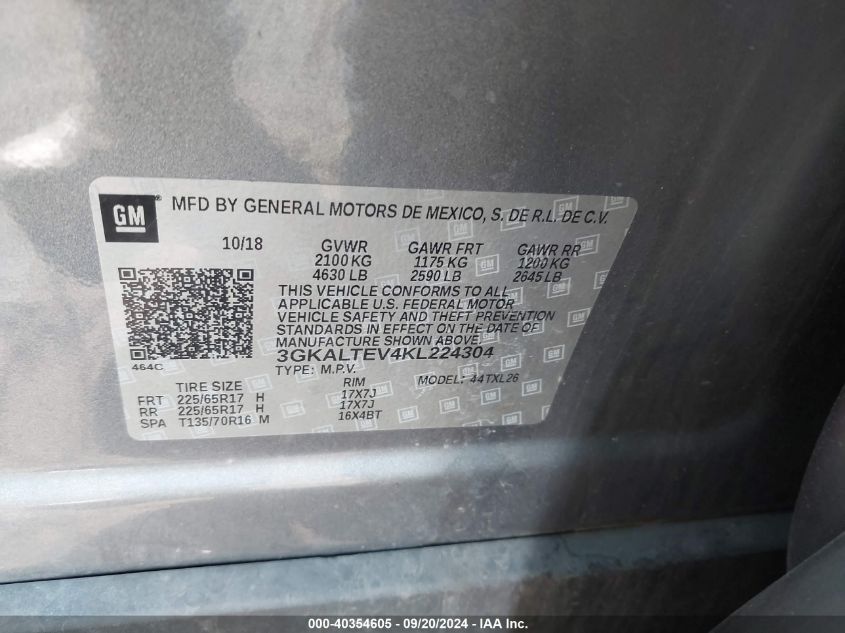 GM
MFD BY GENERAL MOTORS DE MEXICO, S. DE R.L. DE C.V.
10/18 GVWR GAWR FRT GAWR RR
2100 KG 1175 KG 1200 KG
4630 LB 2590 LB 2645 LB
THIS VEHICLE CONFORMS TO ALL
APPLICABLE U.S. FEDERAL MOTOR
VEHICLE SAFETY AND THEFT PREVENTION
STANDARDS IN EFFECT ON THE DATE OF
MANUFACTURE SHOWN ABOVE.
3GKALTEV4KL224304
464C
TYPE: M.P.V. MODEL: 44TXL26
TIRE SIZE RIM
FRT 225/65R17 H 17X7J
RR 225/65R17 H 17X7J
SPA T135/70R16 M 16X4BT
000-40354605 - 09/20/2024 - IAAI.COM